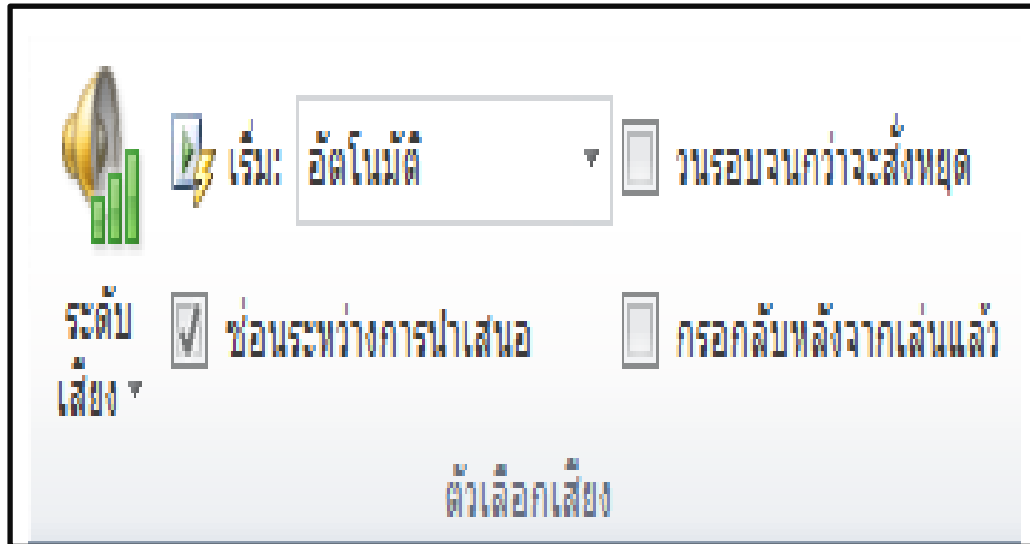 เริ่ม: อัตโนมัติ
วนรอบจนกว่าจะสั่งหยุด
ระดับ
เสียง
ซ่อนระหว่างการนำเสนอ
กรอกลับหลังจากเล่นแล้ว
ตัวเลือกเสียง